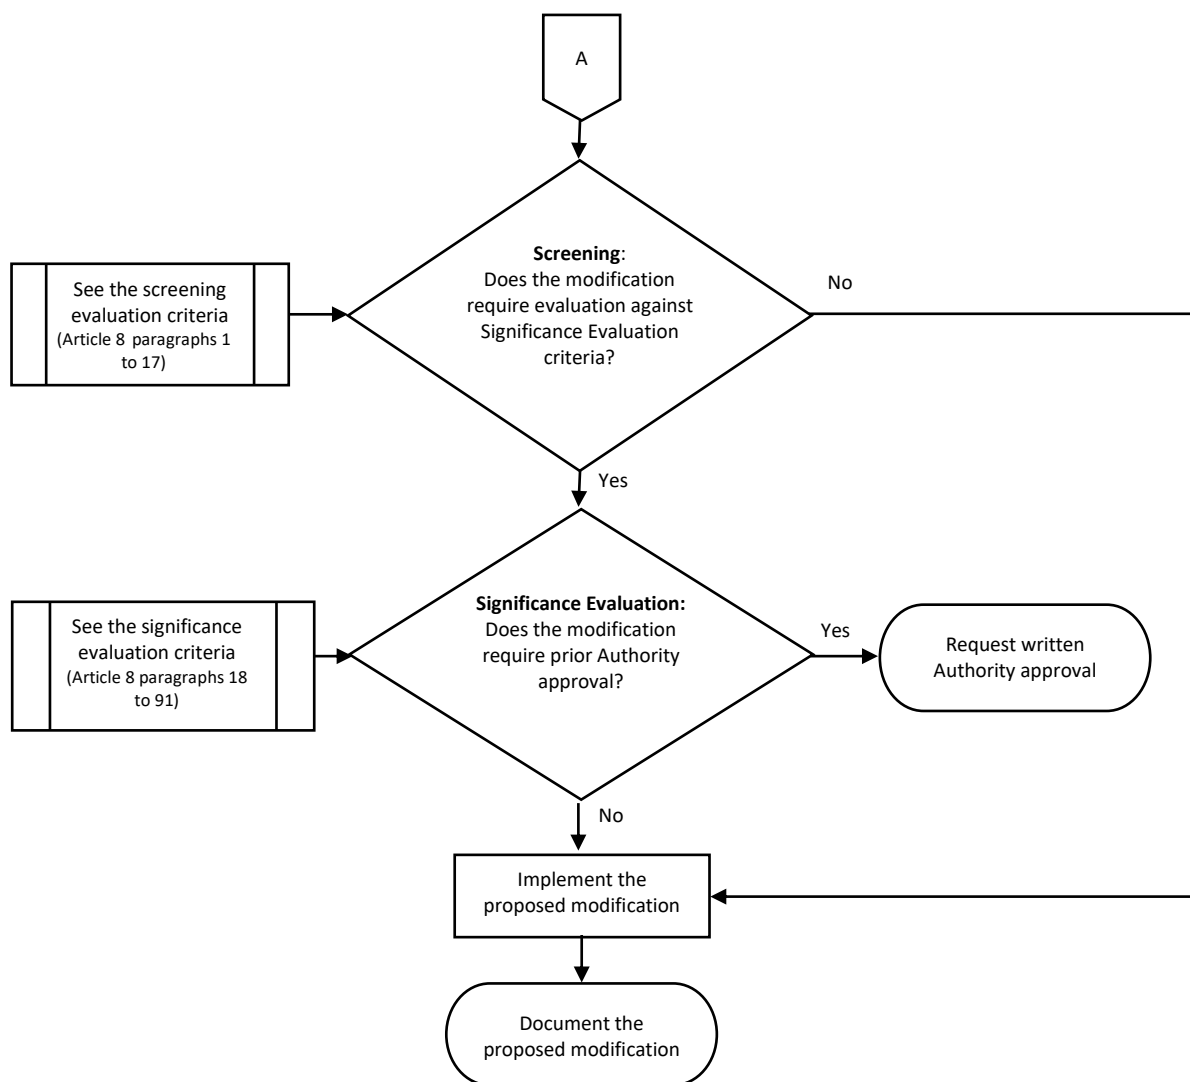 A
Screening:
Does the modification
require evaluation against
Significance Evaluation
criteria?
No
See the screening
evaluation criteria
(Article 8 paragraphs 1
to 17)
Yes
Significance Evaluation:
Does the modification
require prior Authority
approval?
Yes
Request written
Authority approval
See the significance
evaluation criteria
(Article 8 paragraphs 18
to 91)
No
Implement the
proposed modification
Document the
proposed modification